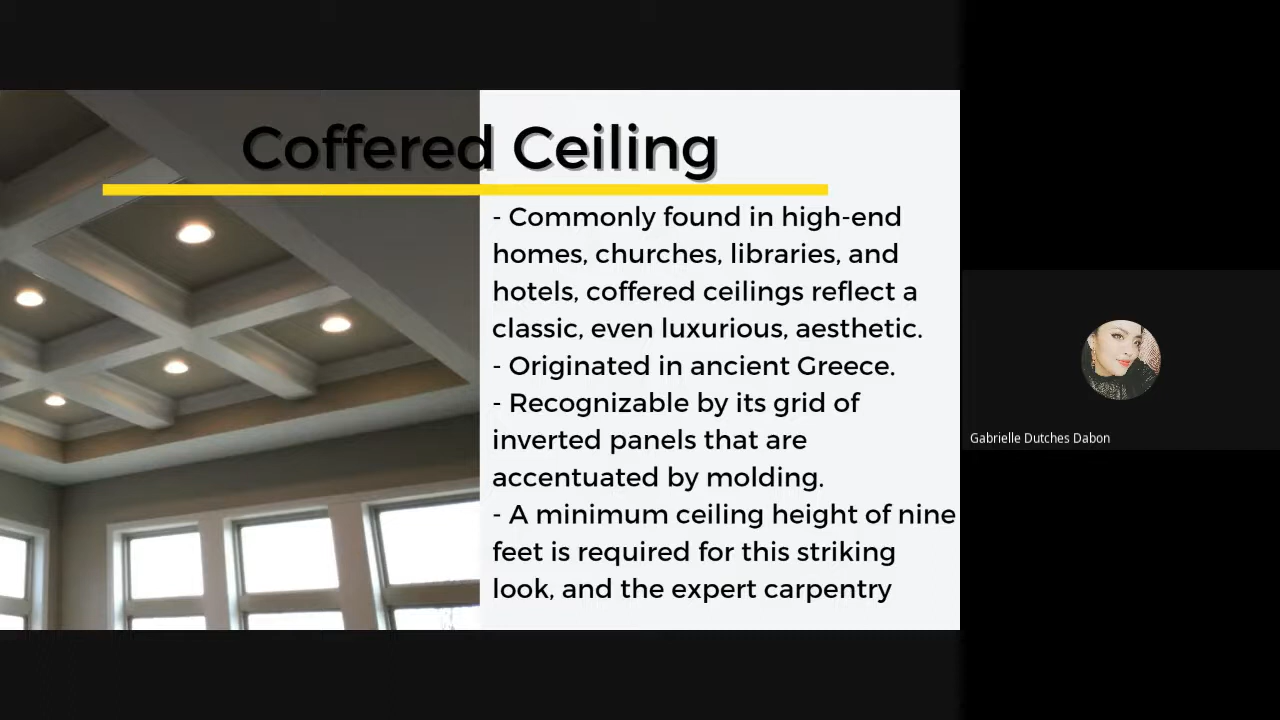 Coffered Ceiling
- Commonly found in high-end
homes, churches, libraries, and
hotels, coffered ceilings reflect a
classic, even luxurious, aesthetic.
- Originated in ancient Greece.
- Recognizable by its grid of
inverted panels that are
accentuated by molding.
- A minimum ceiling height of nine
feet is required for this striking
look, and the expert carpentry
Gabrielle Dutches Dabon